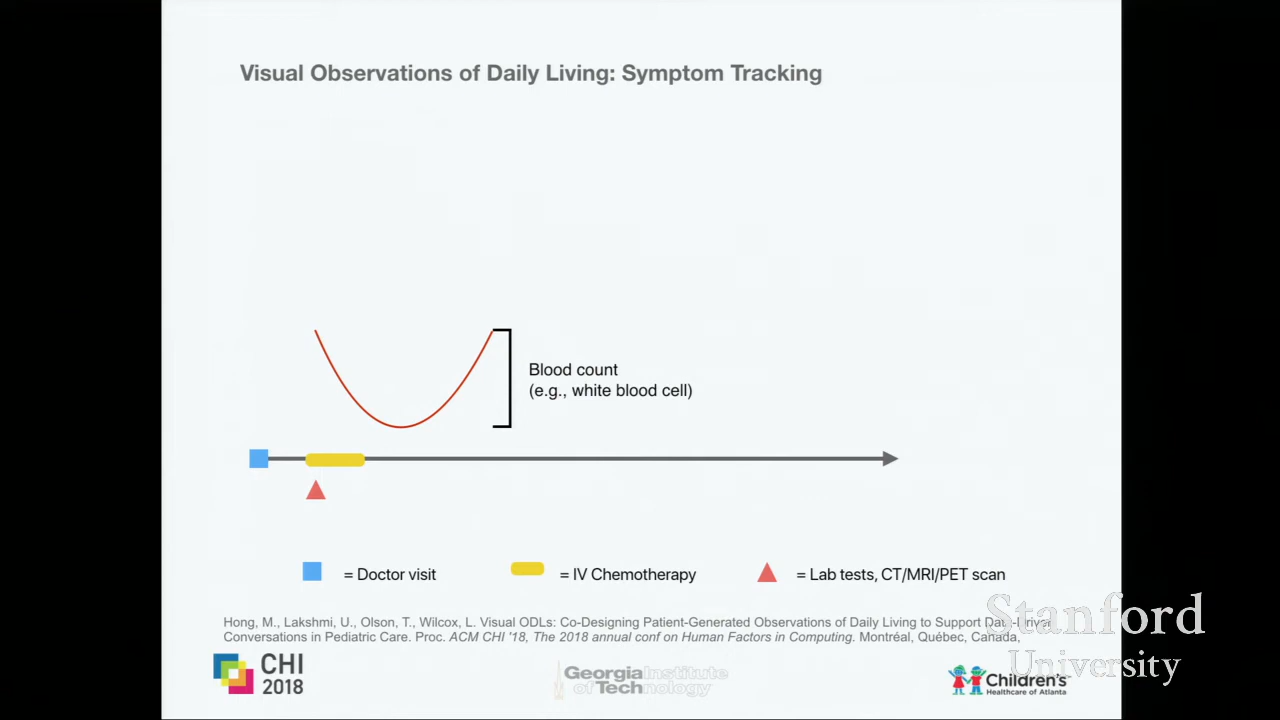 Visual Observations of Daily Living: Symptom Tracking
Blood count
(e.g., white blood cell)
= Doctor visit
= IV Chemotherapy
= Lab tests, CT/MRI/PET scan
Hong, M., Lakshmi, U., Olson, T., Wilcox, L. Visual ODLs: Co-Designing Patient-Generated Observations of Daily Living to Support Data-Driven
Conversations in Pediatric Care. Proc. ACM CHI '18, The 2018 annual conf on Human Factors in Computing. Montréal, Québec, Canada,
CHI
2018
Georgia Institute
of Technology
Children's
Healthcare of Atlanta
Stanford
University